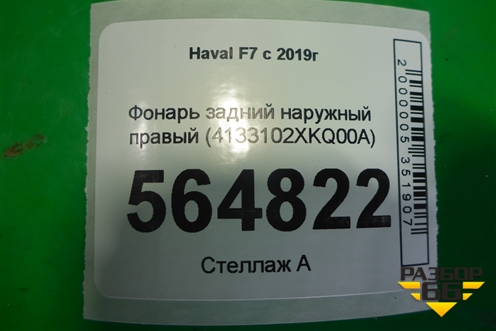 Haval F7 с 2019г
Фонарь задний наружный
правый (4133102XKQ00A)
564822
Стеллаж А
2000005351907
РАЗБОР
66